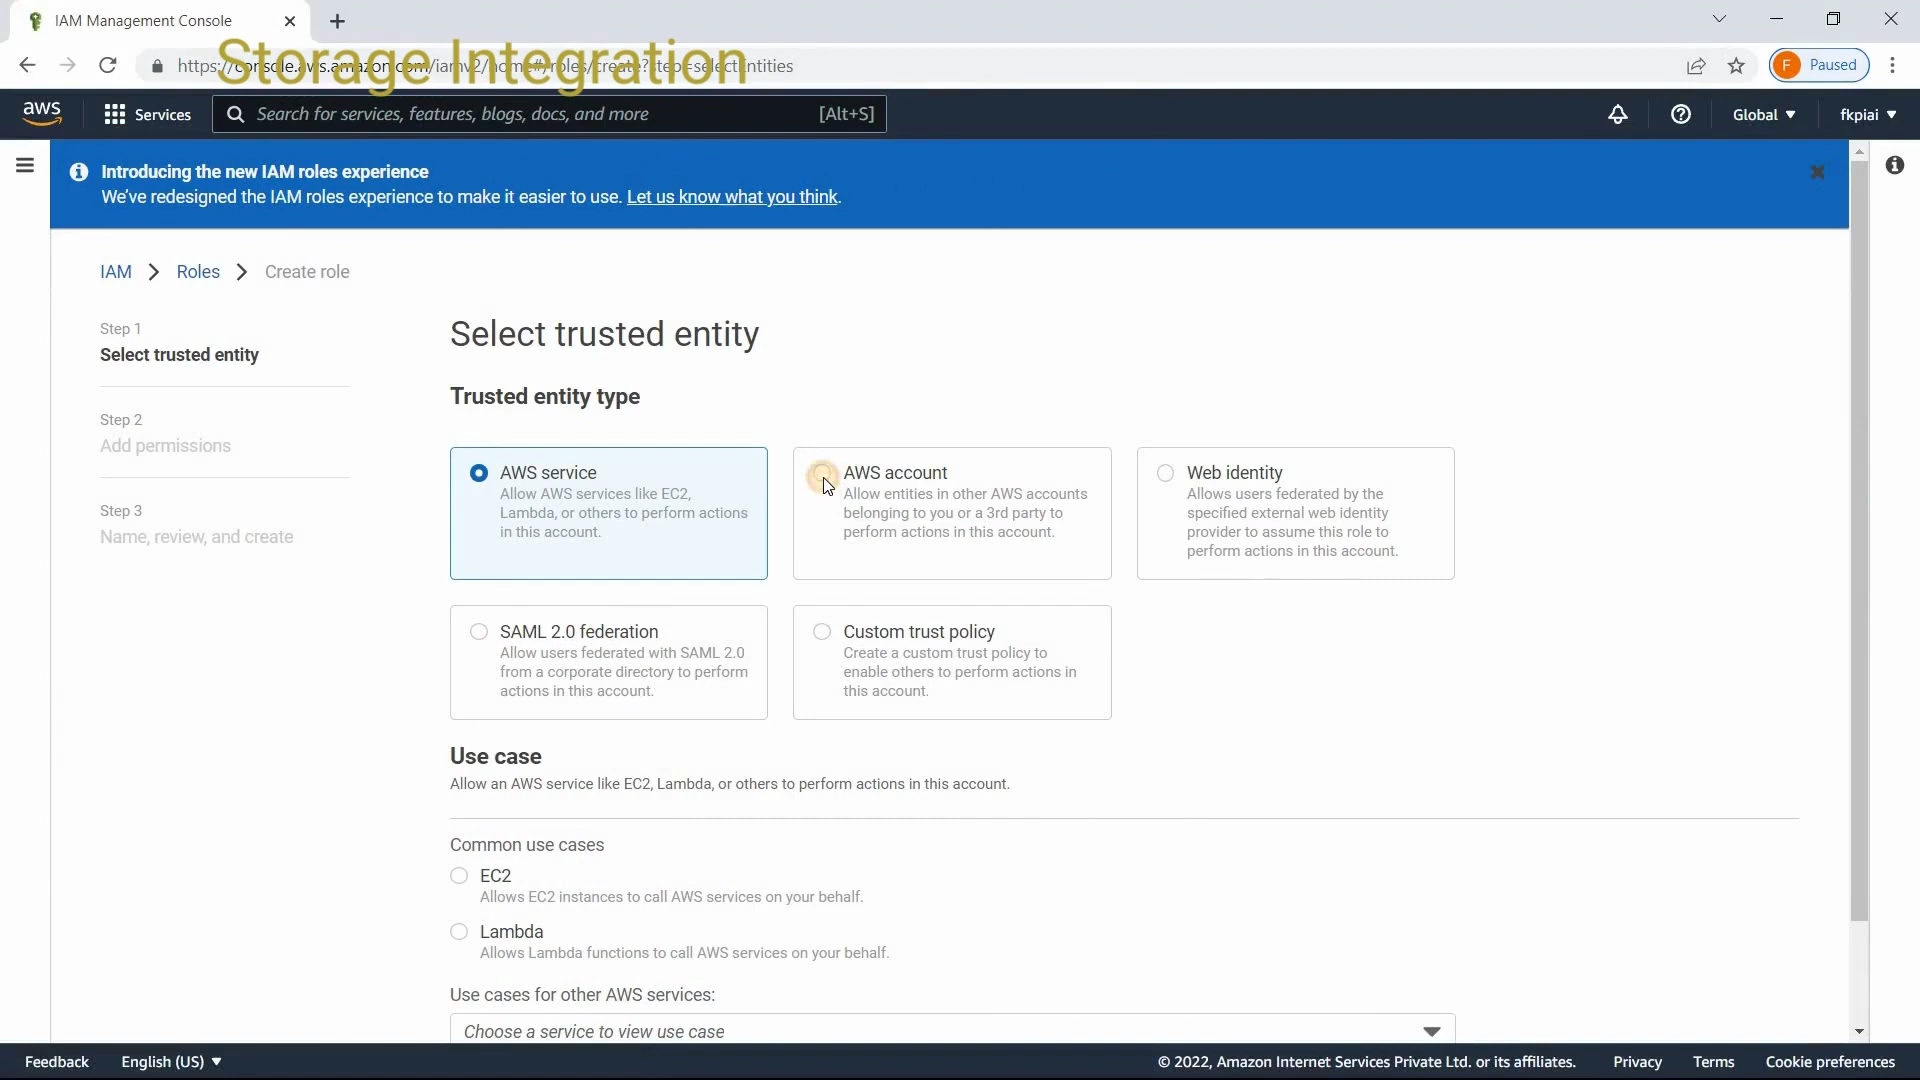 IAM Management Console
Storage Integration
https://console.aws.amazon.com/iamv2/home#/roles/create?step=selectEntities
Paused
F
aws
Services
Search for services, features, blogs, docs, and more
[Alt+S]
Global
fkpiai
Introducing the new IAM roles experience
We've redesigned the IAM roles experience to make it easier to use. Let us know what you think.
IAM > Roles > Create role
Step 1
Select trusted entity
Step 2
Add permissions
Step 3
Name, review, and create
Select trusted entity
Trusted entity type
AWS service
Allow AWS services like EC2,
Lambda, or others to perform actions
in this account.
AWS account
Allow entities in other AWS accounts
belonging to you or a 3rd party to
perform actions in this account.
Web identity
Allows users federated by the
specified external web identity
provider to assume this role to
perform actions in this account.
SAML 2.0 federation
Allow users federated with SAML 2.0
from a corporate directory to perform
actions in this account.
Custom trust policy
Create a custom trust policy to
enable others to perform actions in
this account.
Use case
Allow an AWS service like EC2, Lambda, or others to perform actions in this account.
Common use cases
EC2
Allows EC2 instances to call AWS services on your behalf.
Lambda
Allows Lambda functions to call AWS services on your behalf.
Use cases for other AWS services:
Choose a service to view use case
Feedback
English (US)
© 2022, Amazon Internet Services Private Ltd. or its affiliates.
Privacy
Terms
Cookie preferences